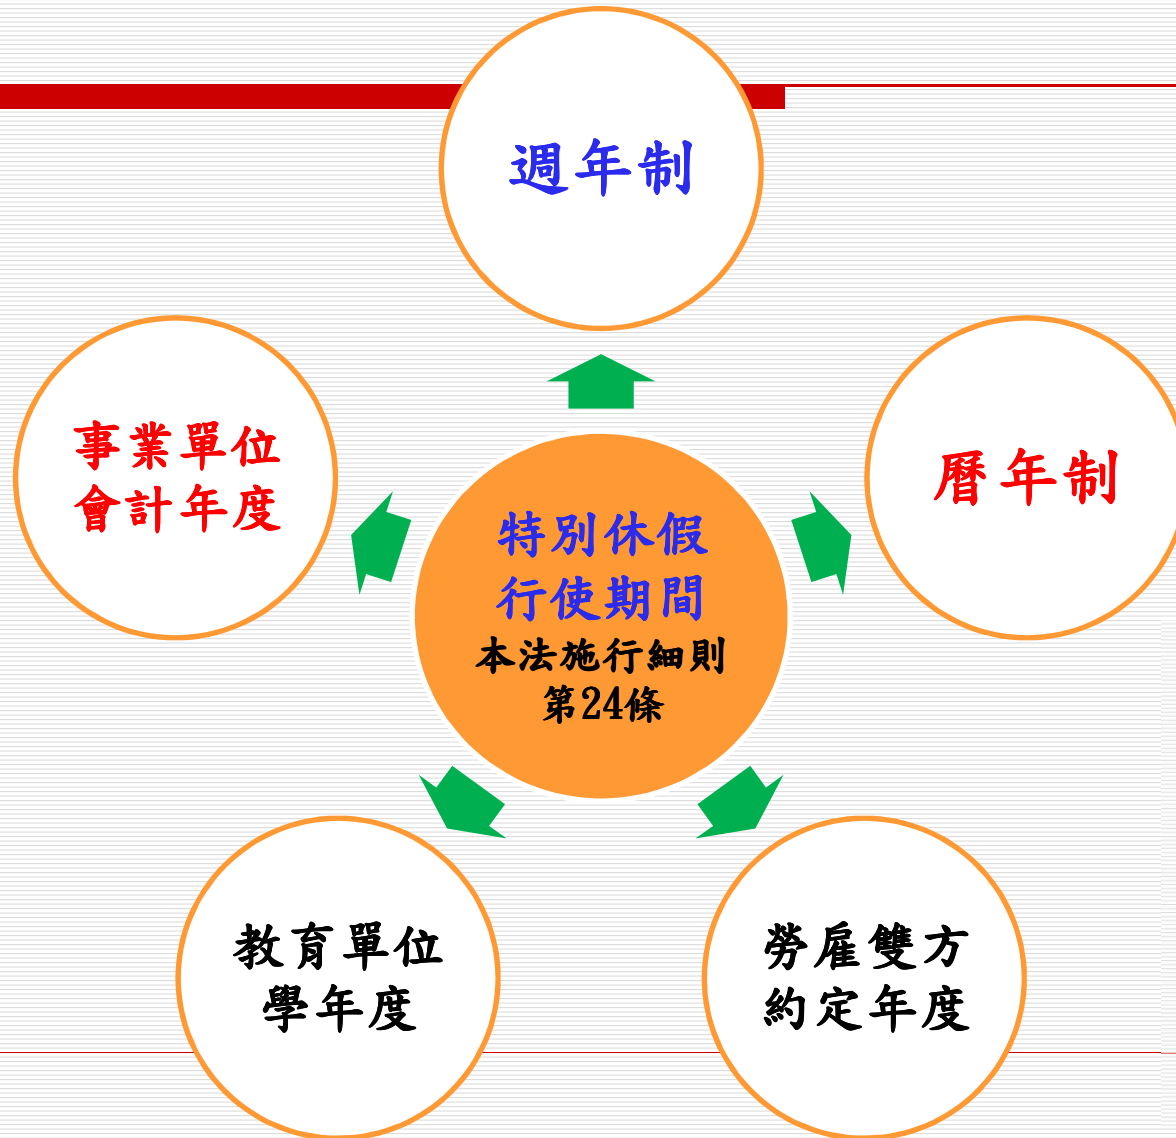 週年制
事業單位
會計年度
曆年制
特別休假
行使期間
本法施行細則
第24條
教育單位
學年度
勞雇雙方
約定年度